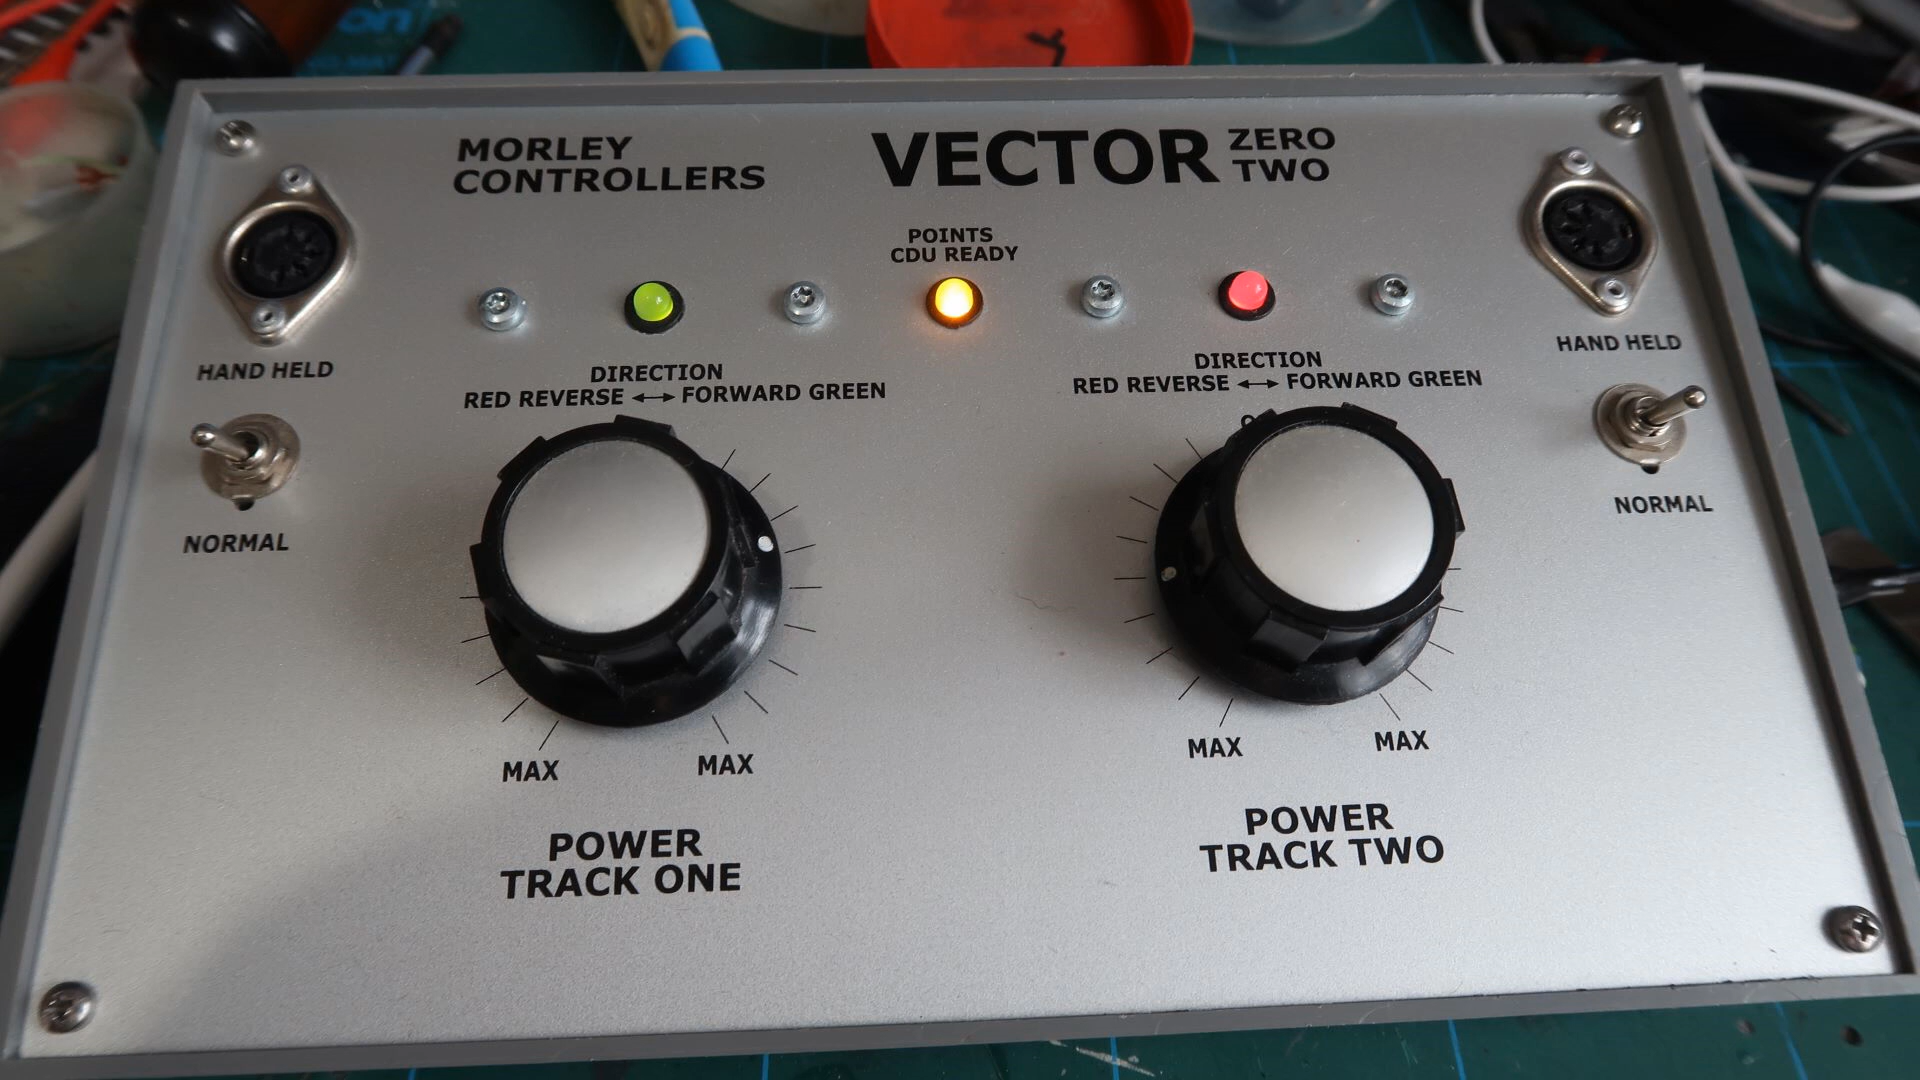 MORLEY
CONTROLLERS
VECTOR ZERO
TWO
POINTS
CDU READY
HAND HELD
HAND HELD
DIRECTION
RED REVERSE ↔ FORWARD GREEN
DIRECTION
RED REVERSE ↔ FORWARD GREEN
NORMAL
NORMAL
MAX
MAX
MAX
MAX
POWER
TRACK ONE
POWER
TRACK TWO